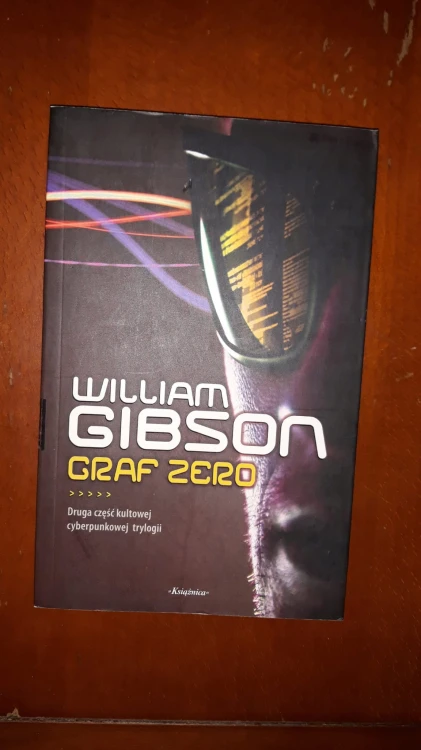 WILLIAM
GIBSON
GRAF ZERO
>>>>>
Druga część kultowej
cyberpunkowej trylogii
«Książnica»